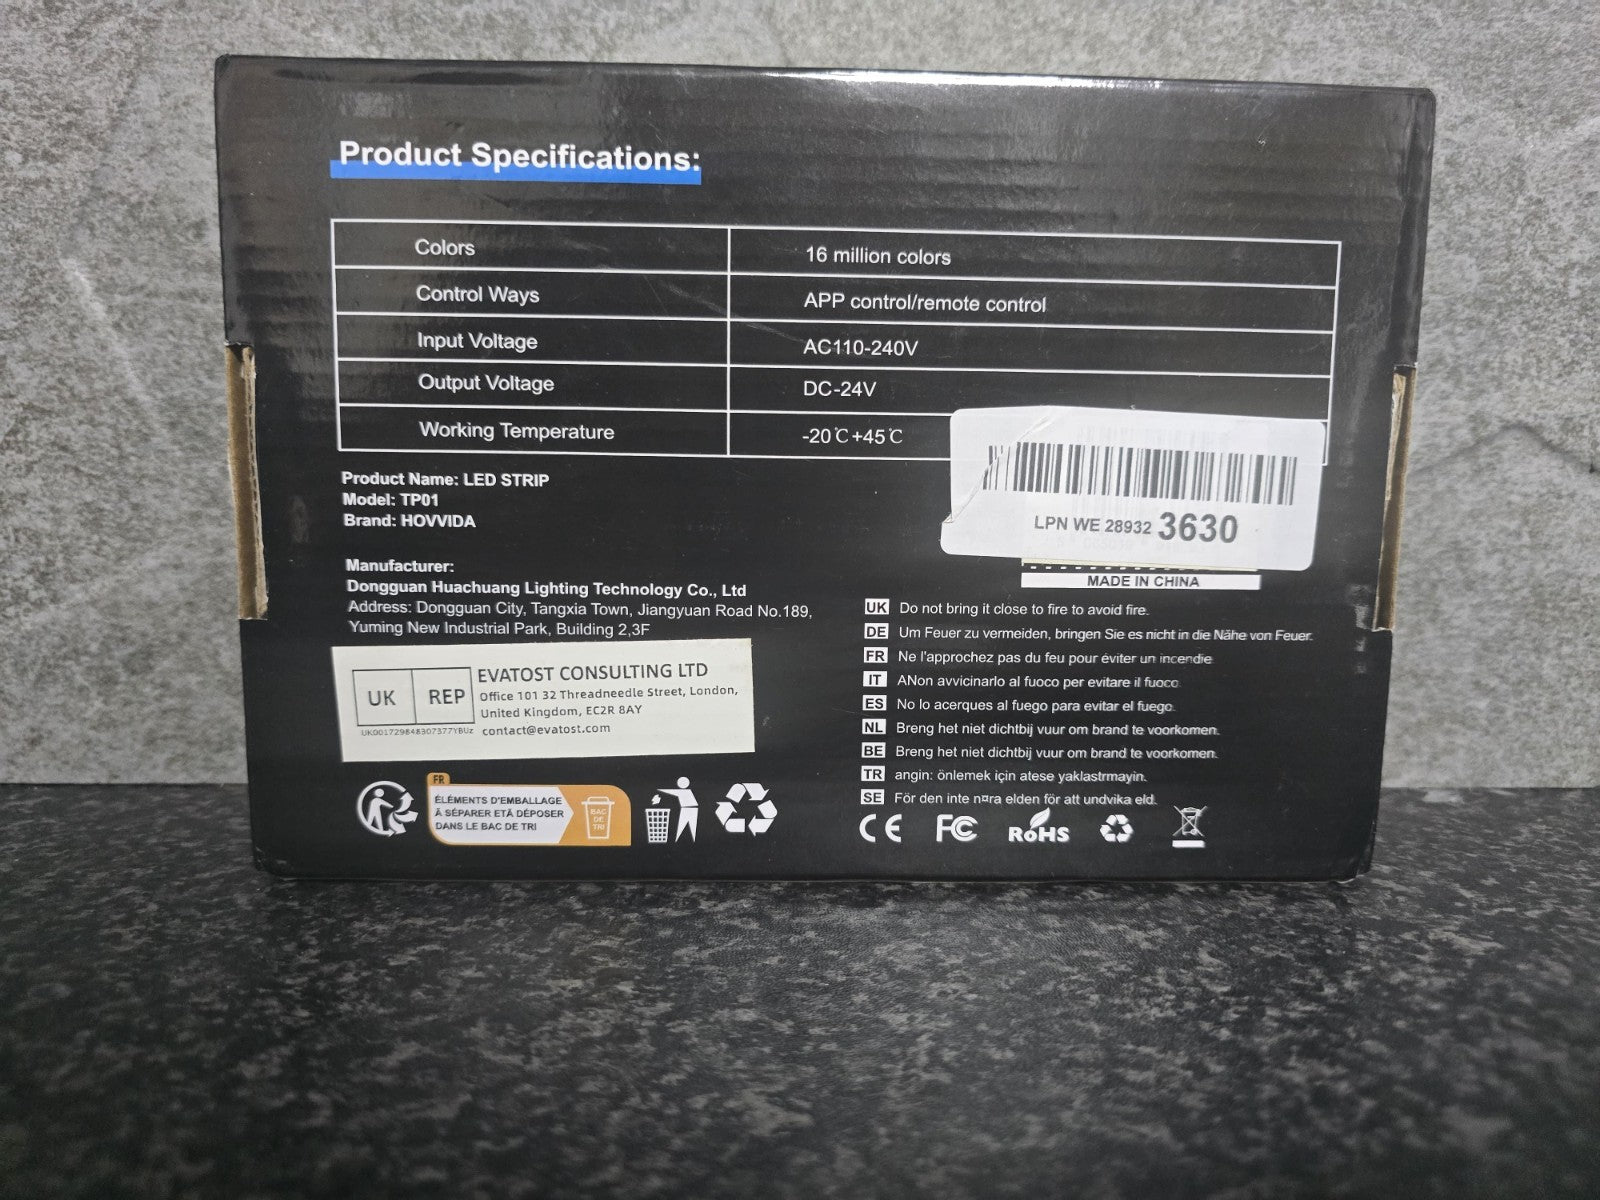 Product Specifications:
Colors 16 million colors
Control Ways APP control/remote control
Input Voltage AC110-240V
Output Voltage DC-24V
Working Temperature -20℃+45℃
Product Name: LED STRIP
Model: TP01
Brand: HOVVIDA
Manufacturer:
Dongguan Huachuang Lighting Technology Co., Ltd
Address: Dongguan City, Tangxia Town, Jiangyuan Road No.189,
Yuming New Industrial Park, Building 2,3F
UK REP
UK001729848307377YBUz
EVATOST CONSULTING LTD
Office 101 32 Threadneedle Street, London,
United Kingdom, EC2R 8AY
contact@evatost.com
FR
ÉLÉMENTS D'EMBALLAGE
À SÉPARER ETÀ DÉPOSER
DANS LE BAC DE TRI
BAC
DE
TRI
LPN WE 28932 3630
MADE IN CHINA
UK Do not bring it close to fire to avoid fire.
DE Um Feuer zu vermeiden, bringen Sie es nicht in die Nähe von Feuer.
FR Ne l'approchez pas du feu pour éviter un incendie
IT ANon avvicinarlo al fuoco per evitare il fuoco.
ES No lo acerques al fuego para evitar el fuego.
NL Breng het niet dichtbij vuur om brand te voorkomen.
BE Breng het niet dichtbij vuur om brand te voorkomen.
TR angin: önlemek için atese yaklastrmayin.
SE För den inte n¤ra elden för att undvika eld.
CE FC RoHS